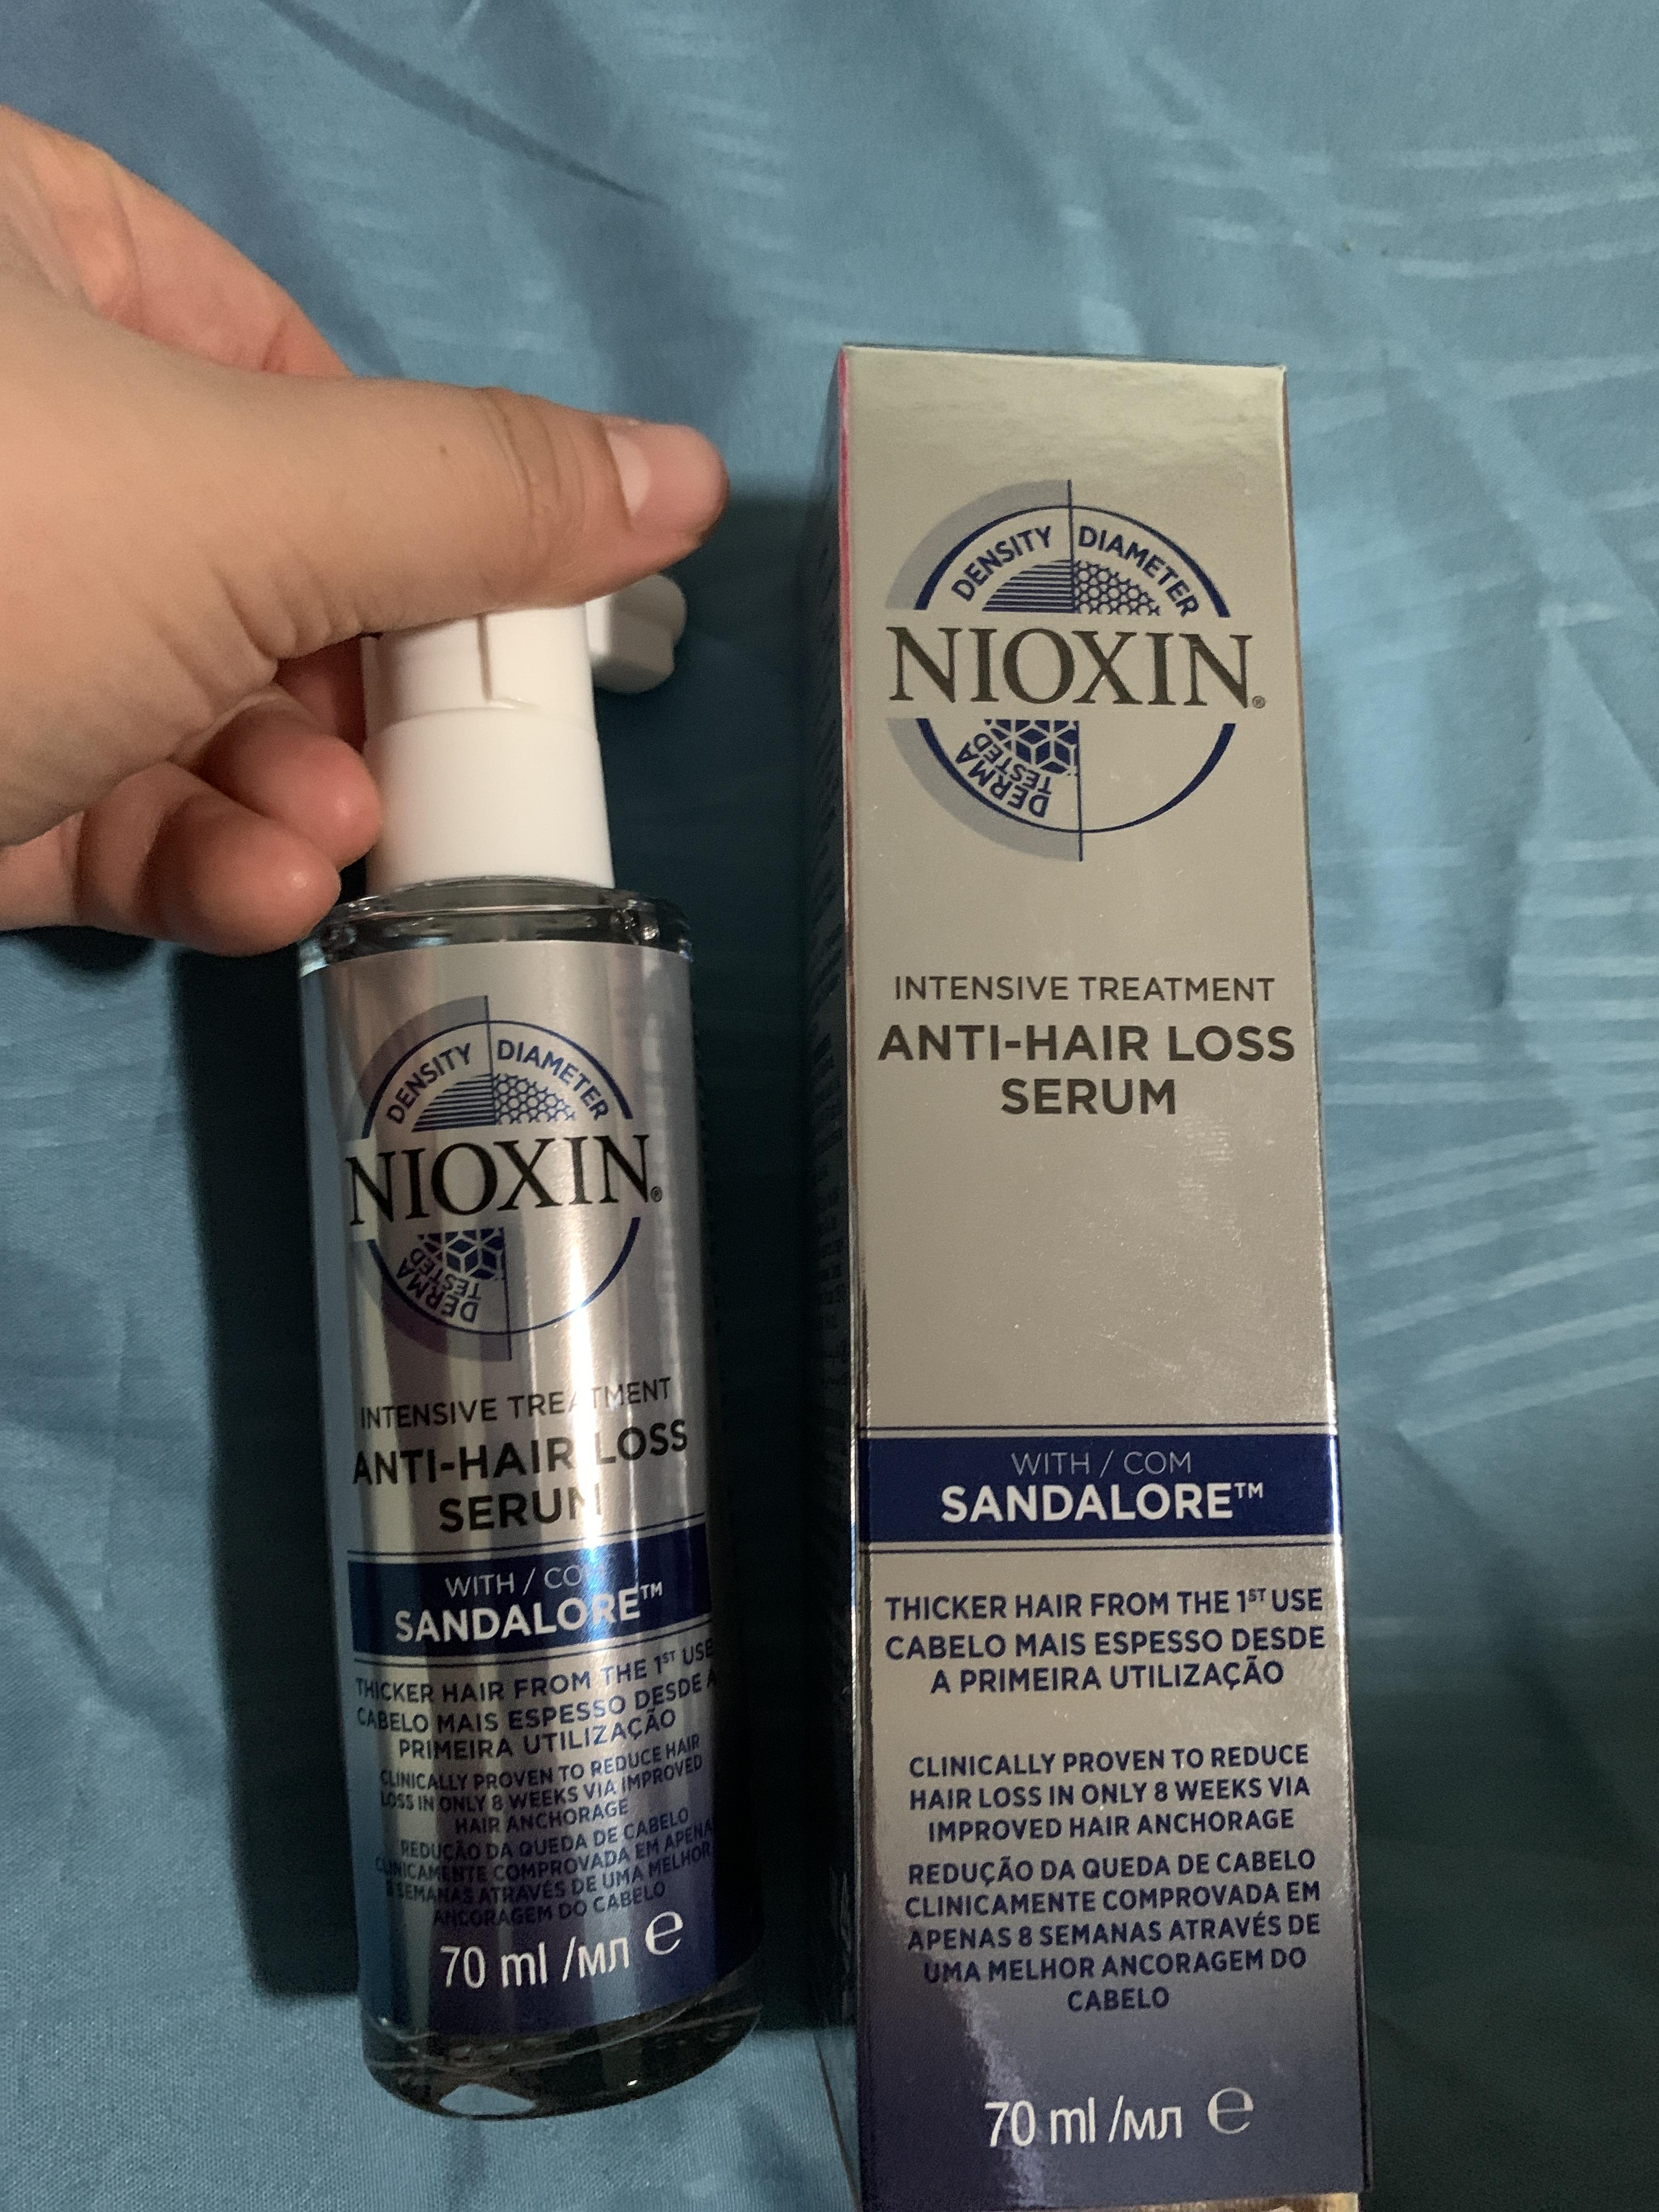 DENSITY DIAMETER
NIOXIN®
DERMA
TESTED
INTENSIVE TREATMENT
ANTI-HAIR LOSS
SERUM
WITH / COM
SANDALORE™
THICKER HAIR FROM THE 1ST USE
CABELO MAIS ESPESSO DESDE A
PRIMEIRA UTILIZAÇÃO
CLINICALLY PROVEN TO REDUCE HAIR
LOSS IN ONLY 8 WEEKS VIA IMPROVED
HAIR ANCHORAGE
REDUÇÃO DA QUEDA DE CABELO
CLINICAMENTE COMPROVADA EM APENAS
8 SEMANAS ATRAVÉS DE UMA MELHOR
ANCORAGEM DO CABELO
70 ml /мл e
DENSITY DIAMETER
NIOXIN®
DERMA
TESTED
INTENSIVE TREATMENT
ANTI-HAIR LOSS
SERUM
WITH / COM
SANDALORE™
THICKER HAIR FROM THE 1ST USE
CABELO MAIS ESPESSO DESDE
A PRIMEIRA UTILIZAÇÃO
CLINICALLY PROVEN TO REDUCE
HAIR LOSS IN ONLY 8 WEEKS VIA
IMPROVED HAIR ANCHORAGE
REDUÇÃO DA QUEDA DE CABELO
CLINICAMENTE COMPROVADA EM
APENAS 8 SEMANAS ATRAVÉS DE
UMA MELHOR ANCORAGEM DO
CABELO
70 ml /мл e